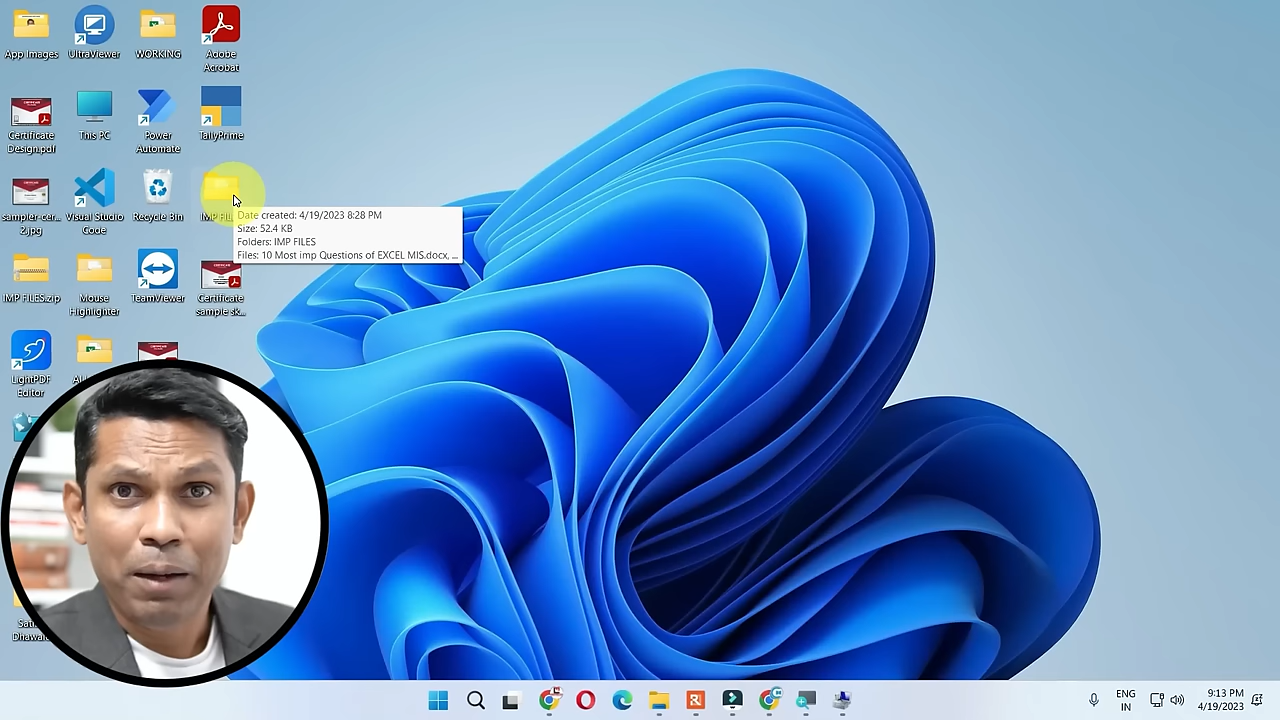 App Images
UltraViewer
WORKING
Adobe
Acrobat
Certificate
Design.pdf
This PC
Power
Automate
TallyPrime
sampler-cer...
2.jpg
Visual Studio
Code
Recycle Bin
Date created: 4/19/2023 8:28 PM
Size: 52.4 KB
Folders: IMP FILES
Files: 10 Most imp Questions of EXCEL MIS.docx, ...
IMP FILES.zip
Mouse
Highlighter
TeamViewer
Certificate
sample sk...
LightPDF
Editor
ENG
IN
9:13 PM
4/19/2023